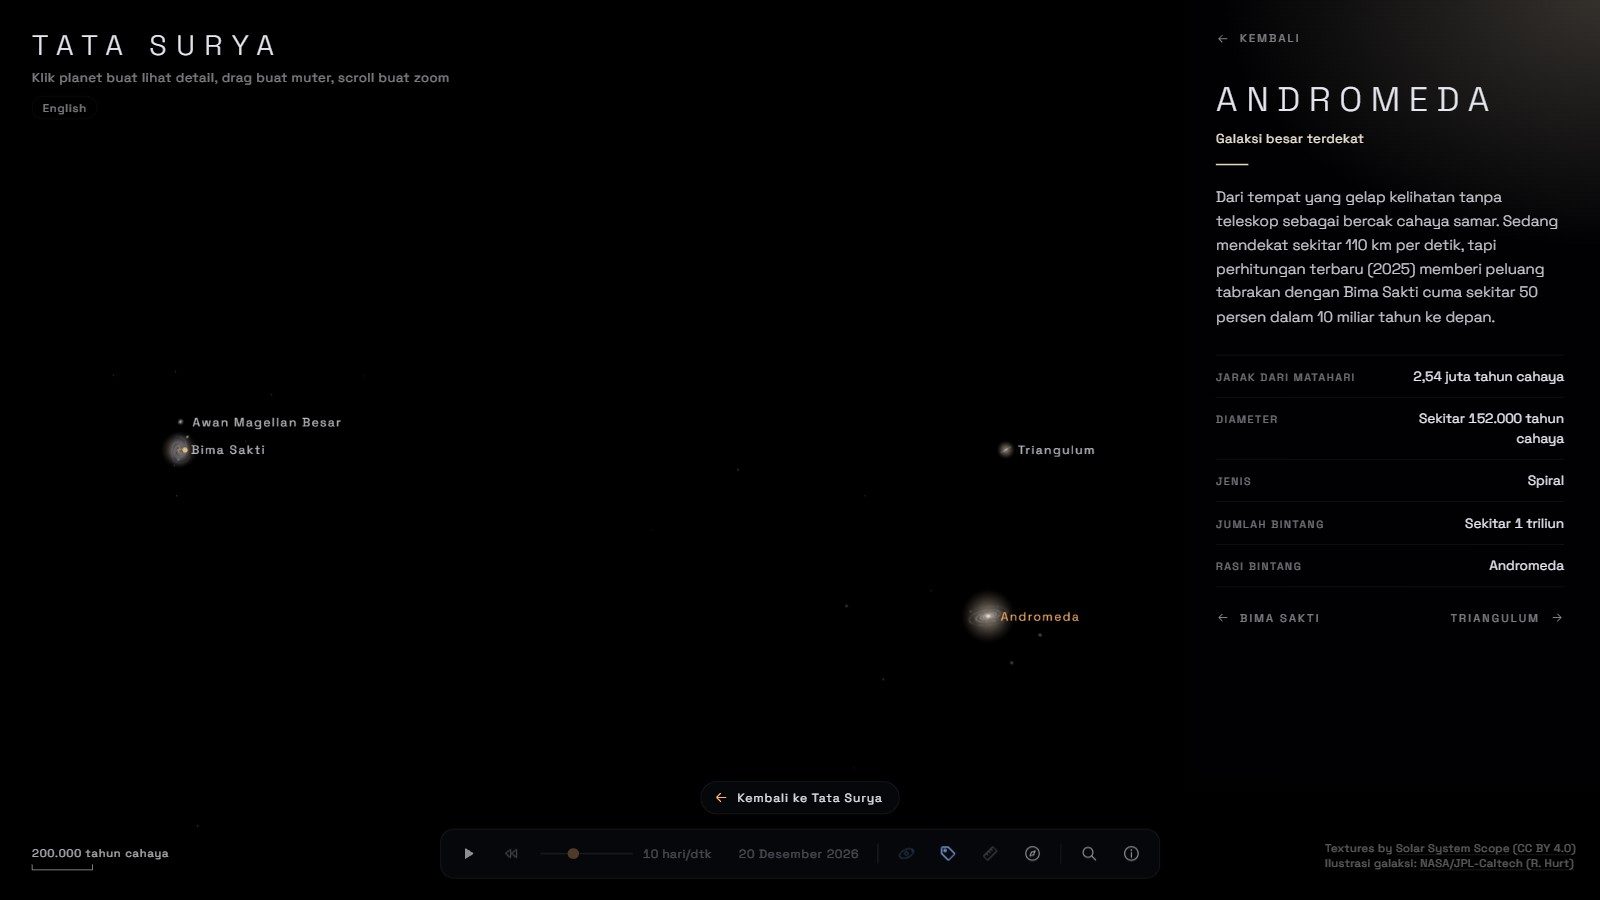 TATA SURYA
Klik planet buat lihat detail, drag buat muter, scroll buat zoom
English
← KEMBALI
ANDROMEDA
Galaksi besar terdekat
Dari tempat yang gelap kelihatan tanpa
teleskop sebagai bercak cahaya samar. Sedang
mendekat sekitar 110 km per detik, tapi
perhitungan terbaru (2025) memberi peluang
tabrakan dengan Bima Sakti cuma sekitar 50
persen dalam 10 miliar tahun ke depan.
JARAK DARI MATAHARI 2,54 juta tahun cahaya
DIAMETER Sekitar 152.000 tahun
cahaya
JENIS Spiral
JUMLAH BINTANG Sekitar 1 triliun
RASI BINTANG Andromeda
← BIMA SAKTI TRIANGULUM →
Awan Magellan Besar
Bima Sakti
Triangulum
Andromeda
← Kembali ke Tata Surya
200.000 tahun cahaya
10 hari/dtk 20 Desember 2026
Textures by Solar System Scope (CC BY 4.0)
Ilustrasi galaksi: NASA/JPL-Caltech (R. Hurt)